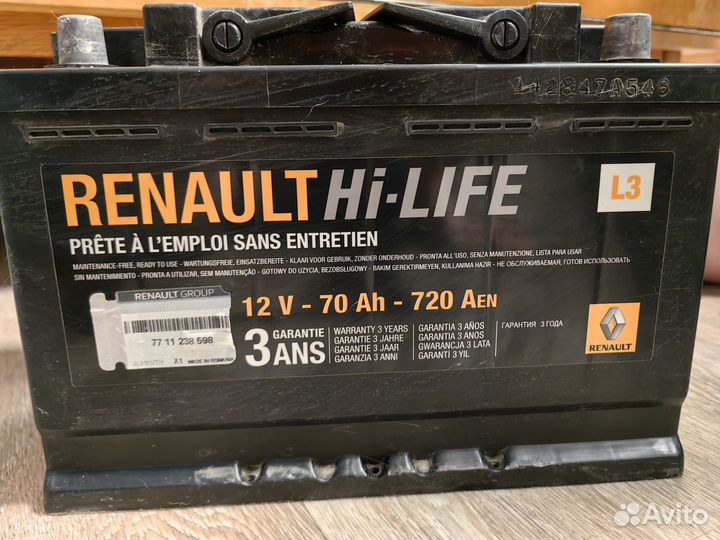 RENAULT Hi-LIFE
L3
PRÊTE À L'EMPLOI SANS ENTRETIEN
MAINTENANCE-FREE, READY TO USE - WARTUNGSFREIE, EINSATZBEREITE - KLAAR VOOR GEBRUIK, ZONDER ONDERHOUD - PRONTA ALL'USO, SENZA MANUTENZIONE, LISTA PARA USAR
SIN MANTENIMIENTO - PRONTA A UTILIZAR, SEM MANUTENÇÃO - GOTOWY DO UZYCIA, BEZOBSŁUGOWY - BAKIM GEREKTIRMEYEN, KULLANIMA HAZIR - НЕ ОБСЛУЖИВАЕМАЯ, ГОТОВ ИСПОЛЬЗОВАТЬ
12 V - 70 Ah - 720 AEN
RENAULT GROUP
77 11 238 598
X1 MADE IN ROMANIA
3 GARANTIE ANS
WARRANTY 3 YEARS
GARANTIE 3 JAHRE
GARANTIE 3 JAAR
GARANZIA 3 ANNI
GARANTIA 3 AÑOS
GARANTIA 3 ANOS
GWARANCJA 3 LATA
GARANTİ 3 YIL
ГАРАНТИЯ 3 ГОДА
RENAULT
Avito